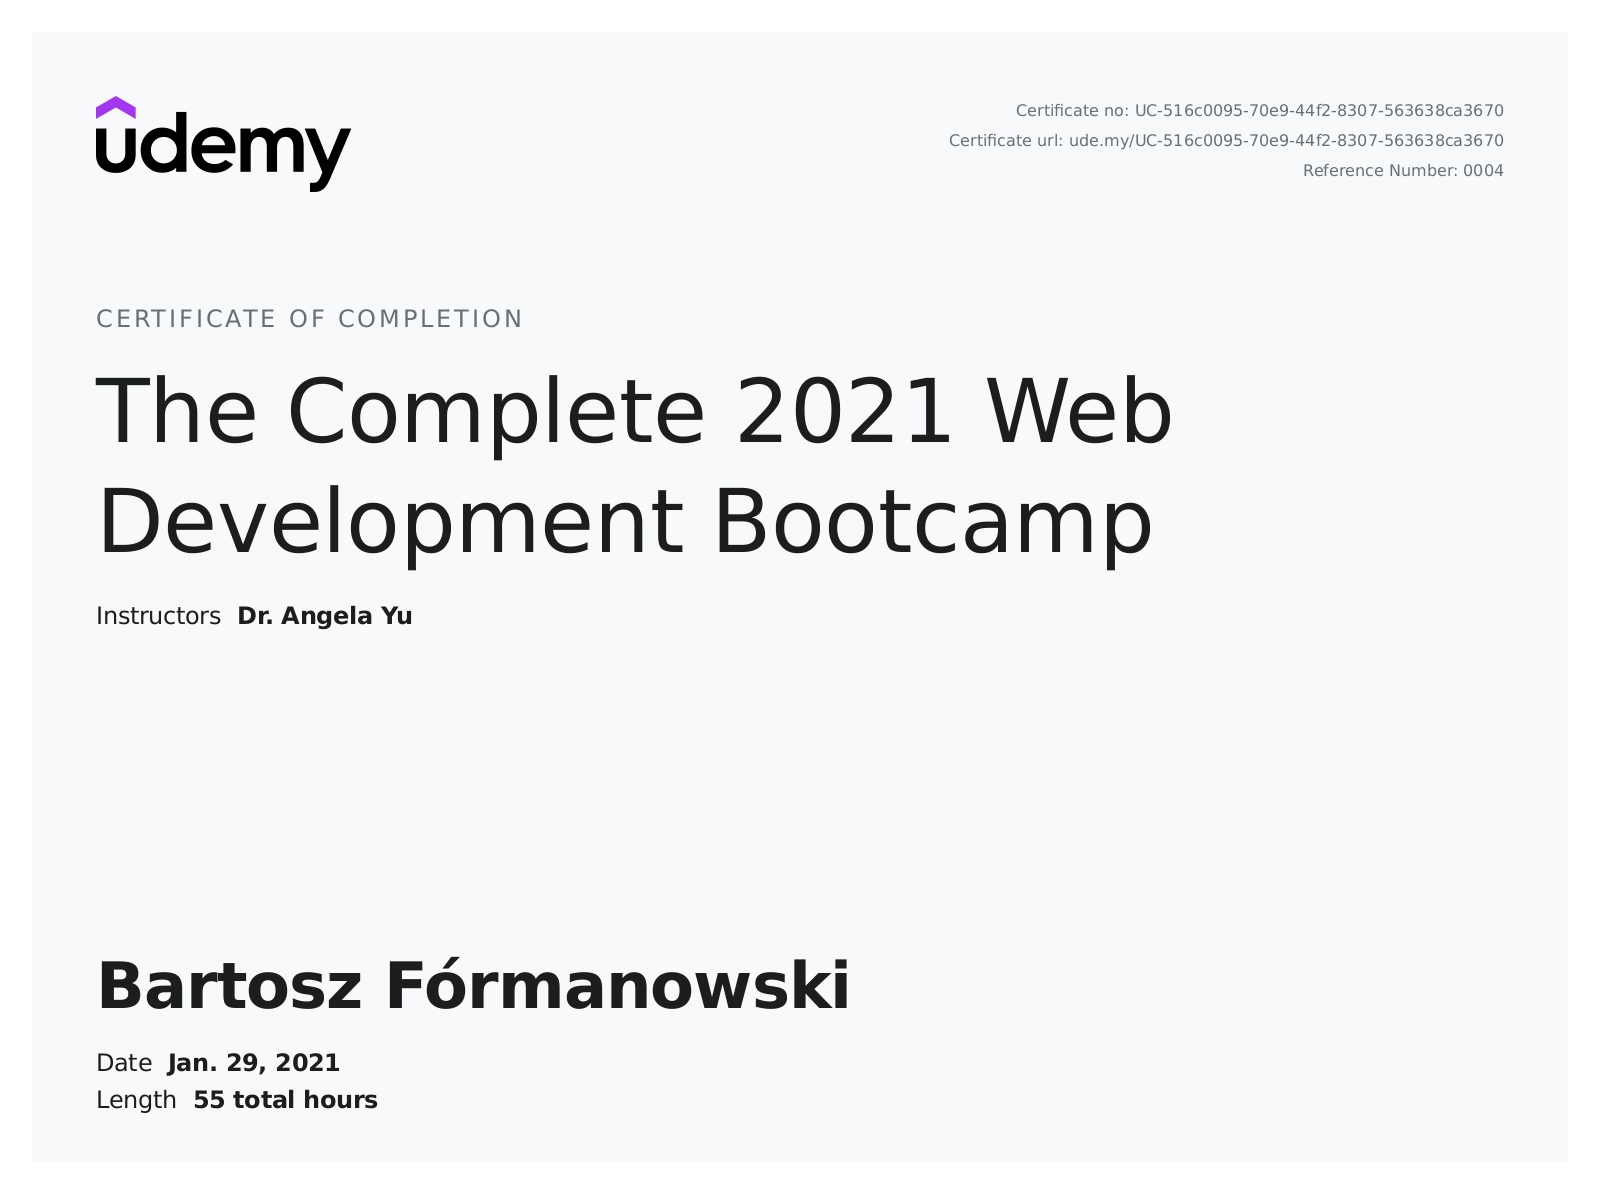 udemy
Certificate no: UC-516c0095-70e9-44f2-8307-563638ca3670
Certificate url: ude.my/UC-516c0095-70e9-44f2-8307-563638ca3670
Reference Number: 0004
CERTIFICATE OF COMPLETION
The Complete 2021 Web
Development Bootcamp
Instructors Dr. Angela Yu
Bartosz Fórmanowski
Date Jan. 29, 2021
Length 55 total hours